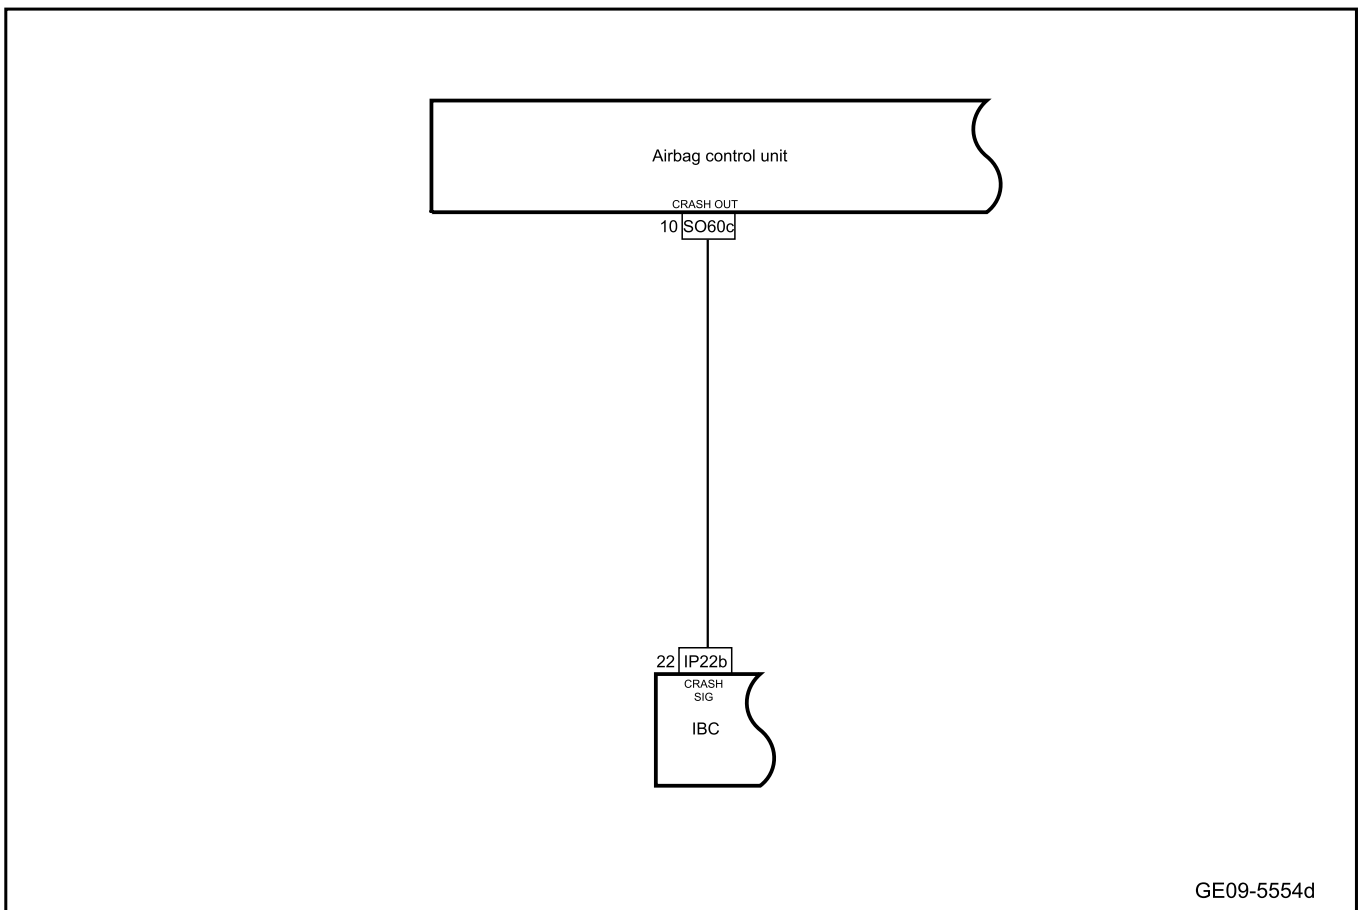 Airbag control unit
CRASH OUT
10 SO60c
22 IP22b
CRASH
SIG
IBC
GE09-5554d